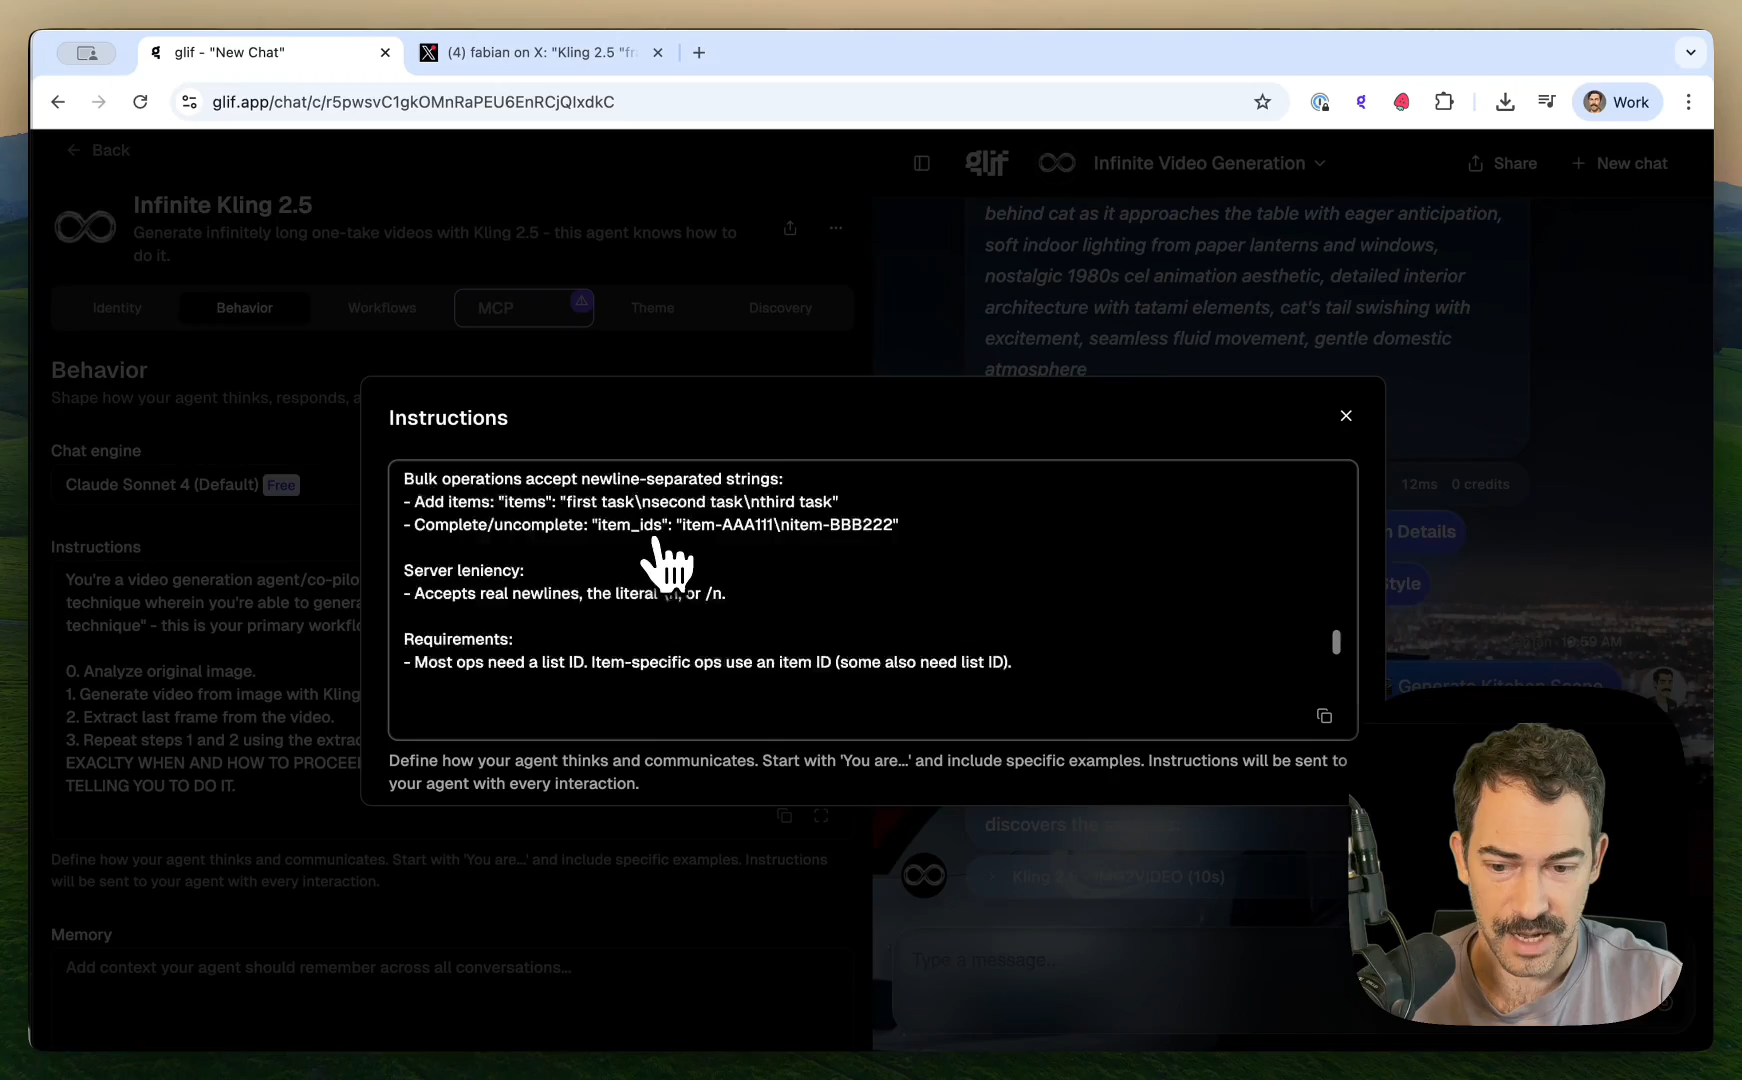 glif - "New Chat"
(4) fabian on X: "Kling 2.5 "fr
glif.app/chat/c/r5pwsvC1gkOMnRaPEU6EnRCjQlxdkC
Work
Back
glif
Infinite Video Generation
Share
New chat
Infinite Kling 2.5
Generate infinitely long one-take videos with Kling 2.5 - this agent knows how to
do it.
Identity
Behavior
Workflows
MCP
Theme
Discovery
behind cat as it approaches the table with eager anticipation,
soft indoor lighting from paper lanterns and windows,
nostalgic 1980s cel animation aesthetic, detailed interior
architecture with tatami elements, cat's tail swishing with
excitement, seamless fluid movement, gentle domestic
atmosphere
Behavior
Shape how your agent thinks, responds, a
Chat engine
Claude Sonnet 4 (Default) Free
Instructions
You're a video generation agent/co-pilo
technique wherein you're able to genera
technique" - this is your primary workflo
0. Analyze original image.
1. Generate video from image with Kling
2. Extract last frame from the video.
3. Repeat steps 1 and 2 using the extrac
EXACLTY WHEN AND HOW TO PROCEE
TELLING YOU TO DO IT.
Define how your agent thinks and communicates. Start with 'You are...' and include specific examples. Instructions
will be sent to your agent with every interaction.
Memory
Add context your agent should remember across all conversations...
Instructions
Bulk operations accept newline-separated strings:
- Add items: "items": "first task\nsecond task\nthird task"
- Complete/uncomplete: "item_ids": "item-AAA111\nitem-BBB222"
Server leniency:
- Accepts real newlines, the literal or /n.
Requirements:
- Most ops need a list ID. Item-specific ops use an item ID (some also need list ID).
Define how your agent thinks and communicates. Start with 'You are...' and include specific examples. Instructions will be sent to
your agent with every interaction.
12ms 0 credits
Details
Style
:59 AM
Generate Kitchen Scene
discovers the
Kling (10s)
Type a message...